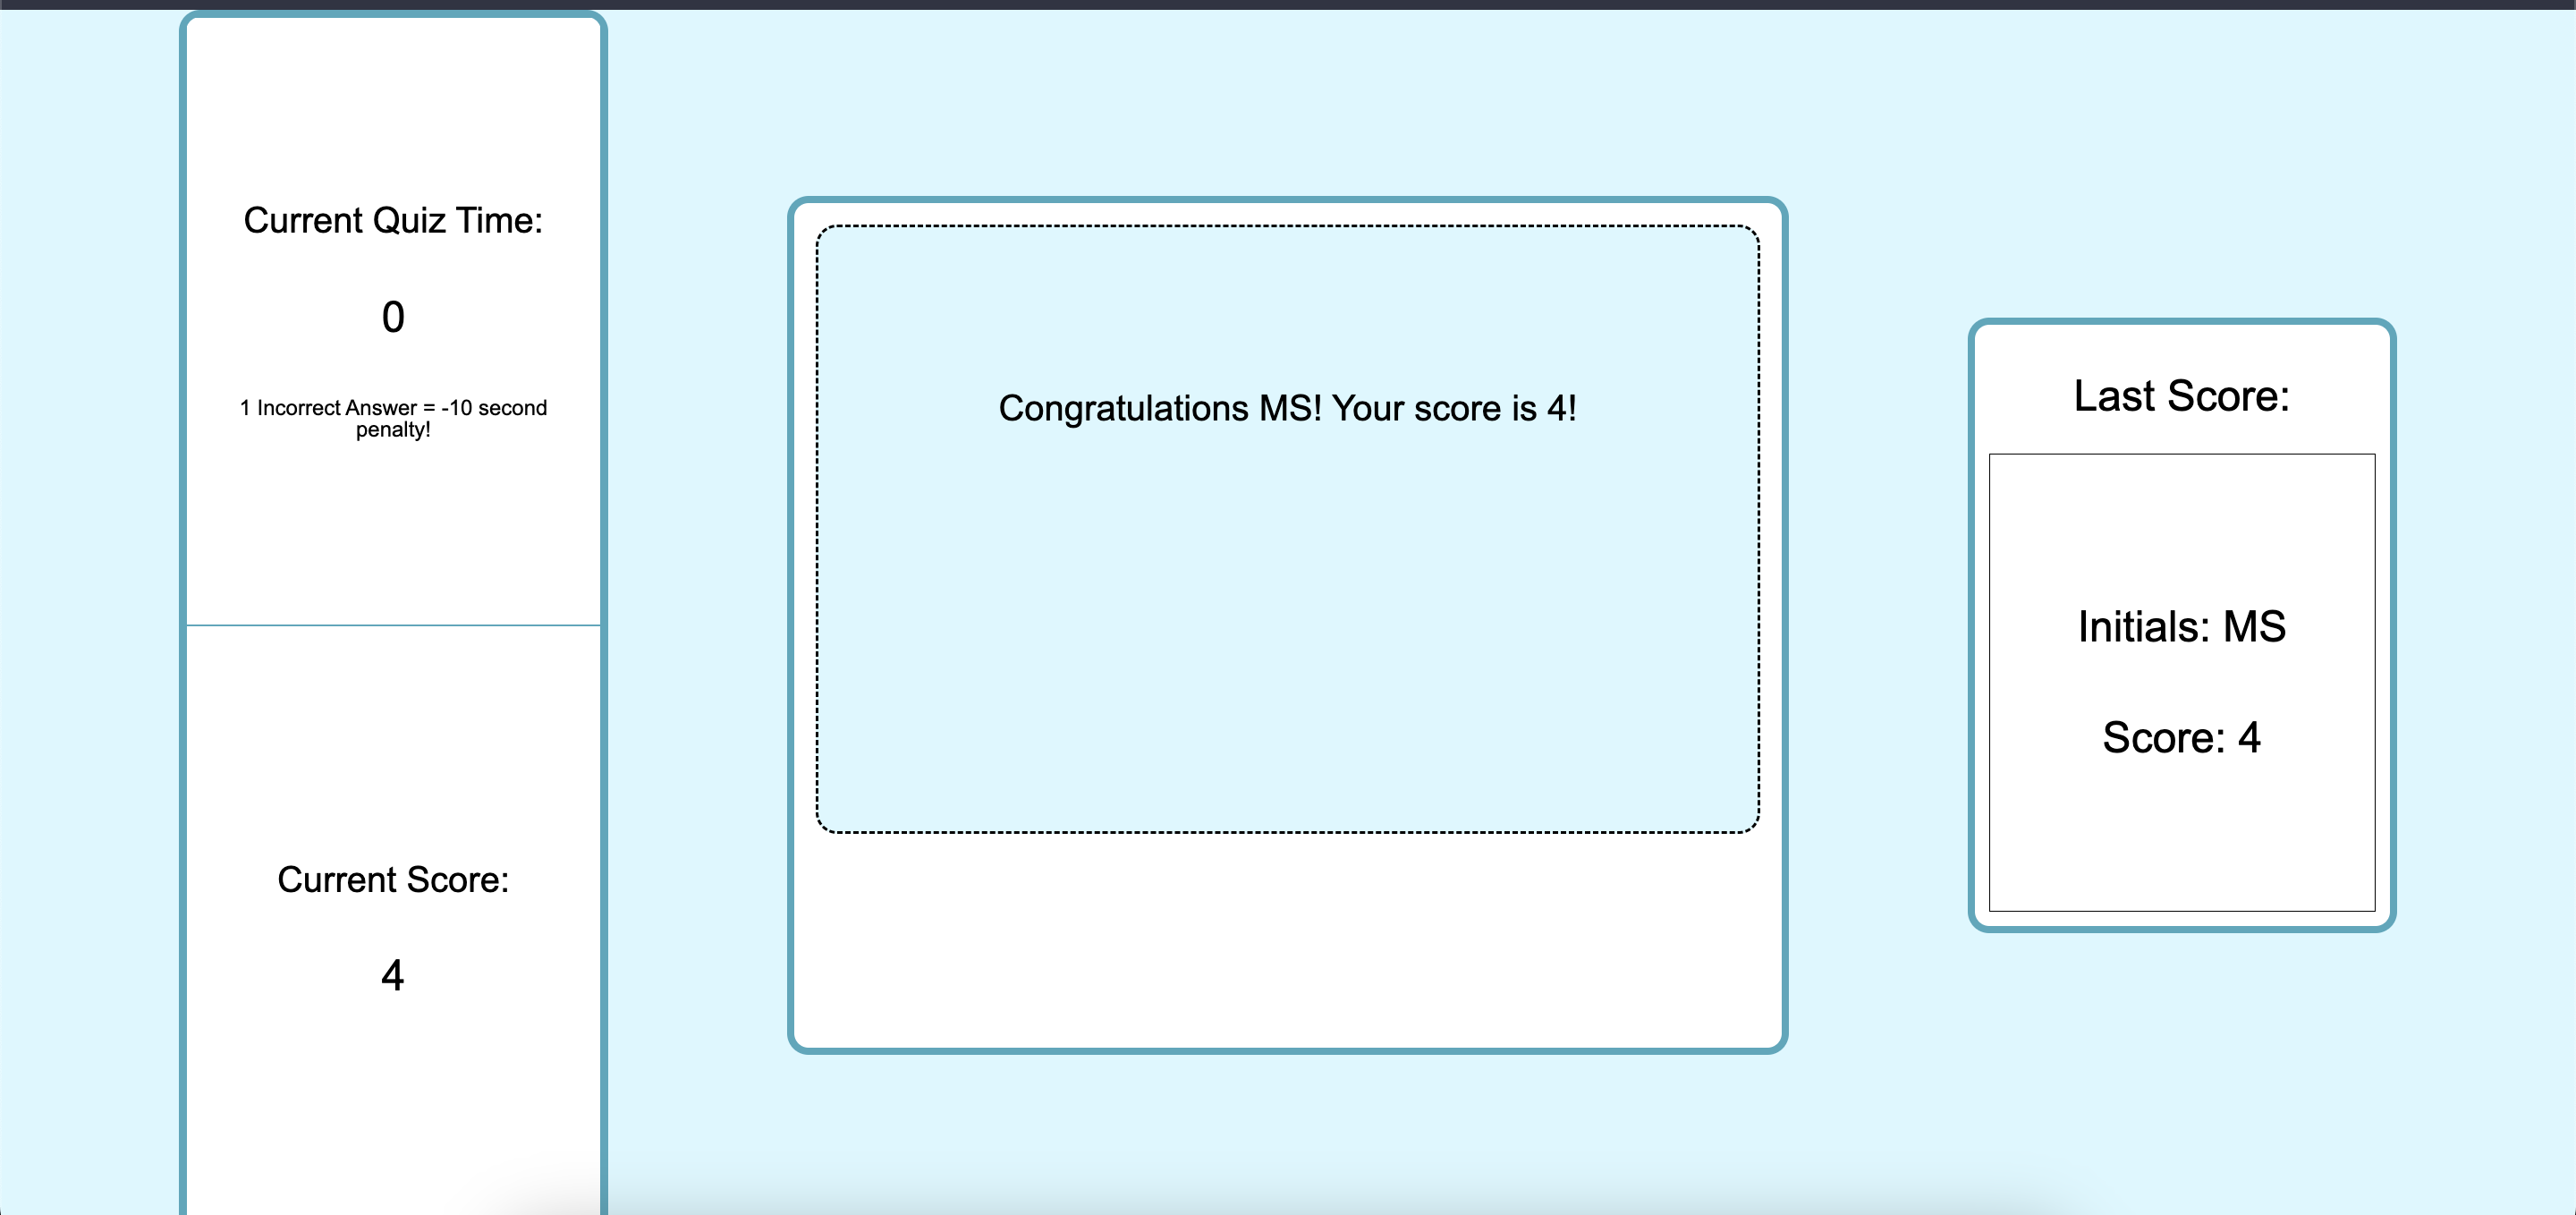 Current Quiz Time:
0
1 Incorrect Answer = -10 second
penalty!
Current Score:
4
Congratulations MS! Your score is 4!
Last Score:
Initials: MS
Score: 4